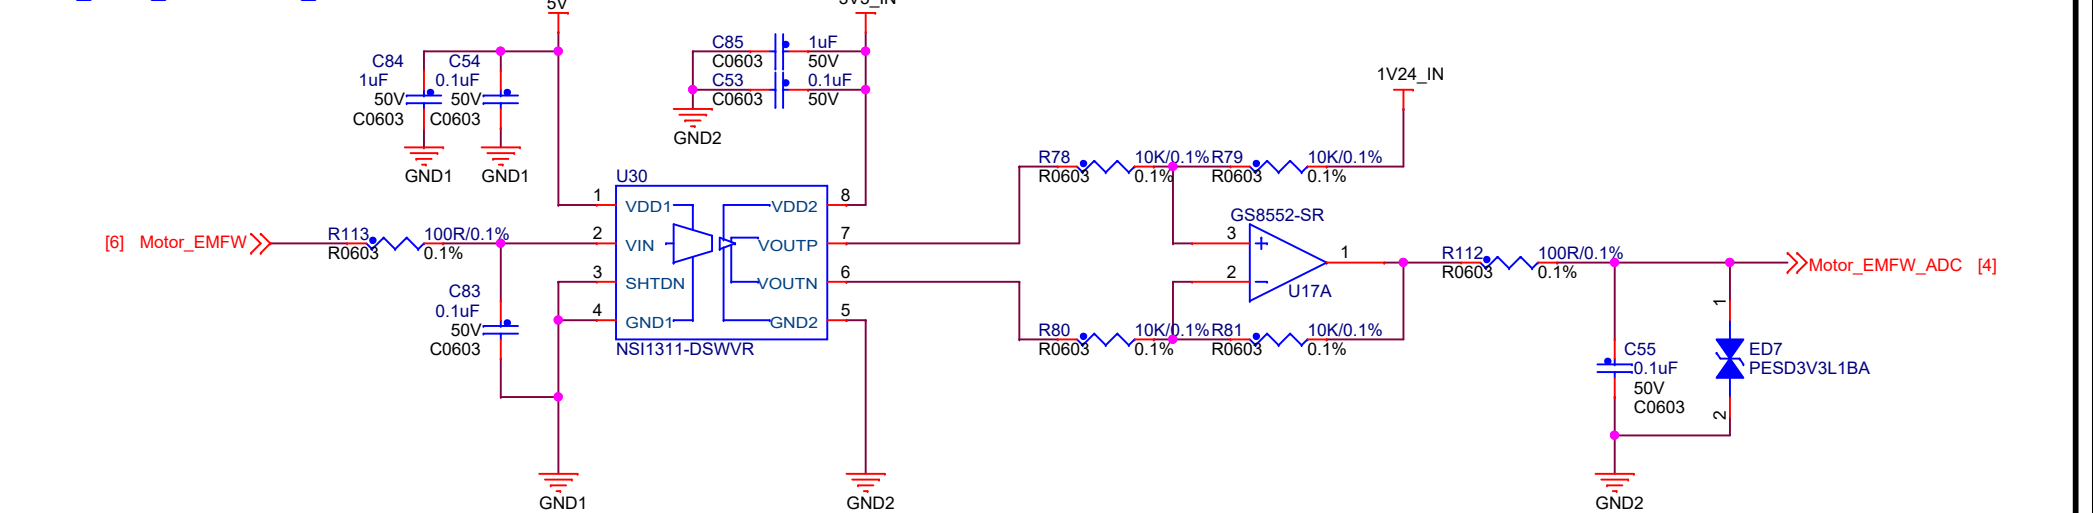 5V
C84
1uF
50V
C0603
C54
0.1uF
50V
C0603
GND1
GND1
C85
C0603
1uF
50V
C53
C0603
0.1uF
50V
GND2
1V24_IN
[6] Motor_EMFW
R113
R0603
100R/0.1%
0.1%
C83
0.1uF
50V
C0603
U30
1
VDD1
2
VIN
3
SHTDN
4
GND1
VDD2
8
VOUTP
7
VOUTN
6
GND2
5
NSI1311-DSWVR
GND1
GND2
R78
R0603
10K/0.1%
0.1%
R79
R0603
10K/0.1%
0.1%
GS8552-SR
3
+
2
-
1
U17A
R80
R0603
10K/0.1%
0.1%
R81
R0603
10K/0.1%
0.1%
R112
R0603
100R/0.1%
0.1%
Motor_EMFW_ADC [4]
C55
0.1uF
50V
C0603
1
ED7
PESD3V3L1BA
2
GND2